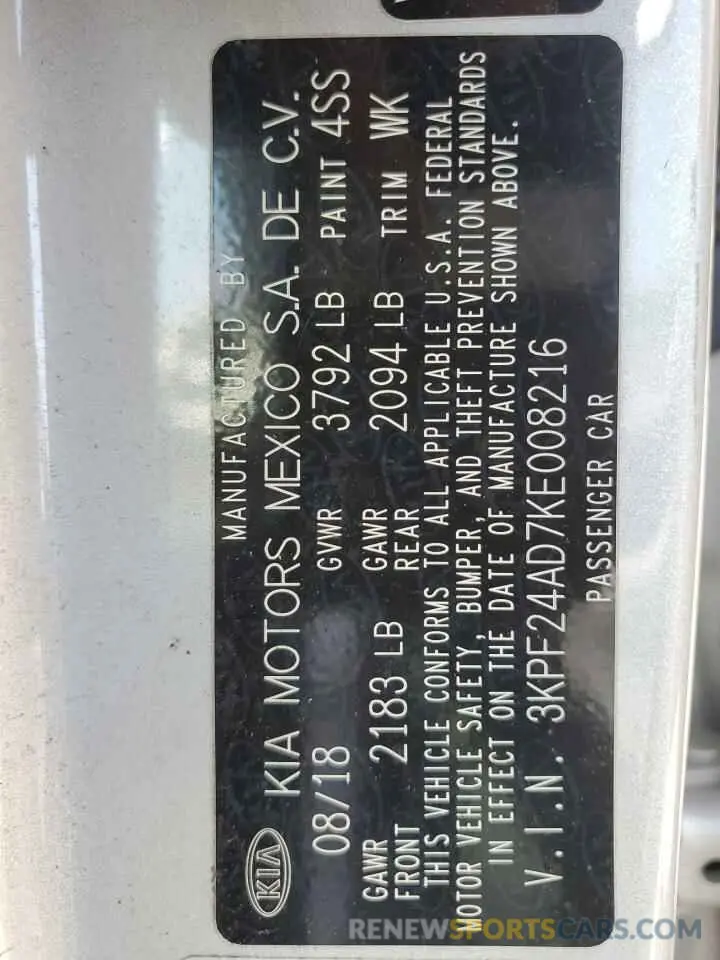 MANUFACTURED BY
KIA KIA MOTORS MEXICO S.A. DE C.V.
08/18 GVWR 3792 LB PAINT 4SS
GAWR FRONT 2183 LB GAWR REAR 2094 LB TRIM WK
THIS VEHICLE CONFORMS TO ALL APPLICABLE U.S.A. FEDERAL
MOTOR VEHICLE SAFETY, BUMPER, AND THEFT PREVENTION STANDARDS
IN EFFECT ON THE DATE OF MANUFACTURE SHOWN ABOVE.
V.I.N. 3KPF24AD7KE008216
PASSENGER CAR
RENEWSPORTSCARS.COM